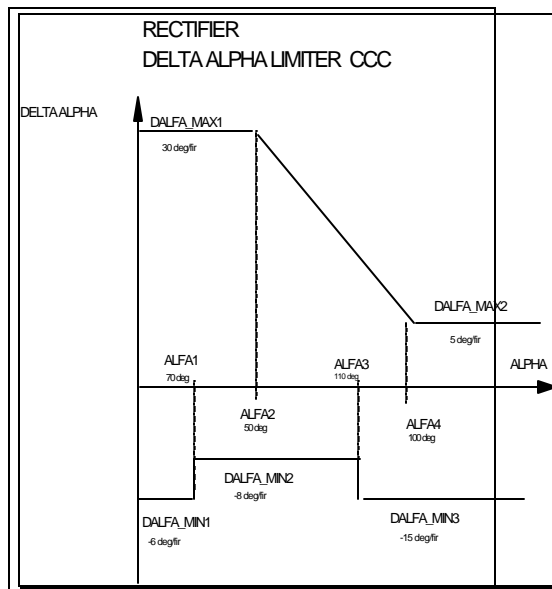 RECTIFIER
DELTA ALPHA LIMITER CCC
DELTA ALPHA
DALFA_MAX1
30 deg/fir
DALFA_MAX2
5 deg/fir
ALFA1
70 deg
ALFA3
110 deg
ALPHA
ALFA2
50 deg
ALFA4
100 deg
DALFA_MIN2
-8 deg/fir
DALFA_MIN1
-6 deg/fir
DALFA_MIN3
-15 deg/fir